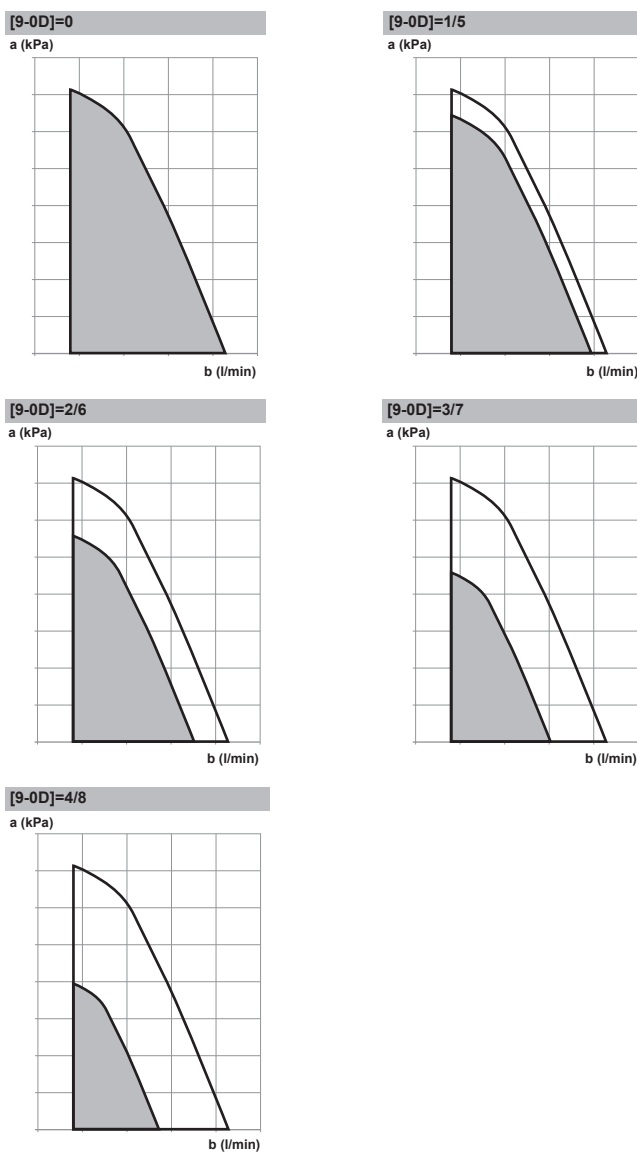 [9-0D]=0
a (kPa)
b (l/min)
[9-0D]=1/5
a (kPa)
b (l/min)
[9-0D]=2/6
a (kPa)
b (l/min)
[9-0D]=3/7
a (kPa)
b (l/min)
[9-0D]=4/8
a (kPa)
b (l/min)